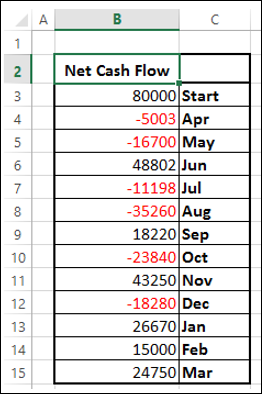 A B C
1
2 Net Cash Flow
3 80000 Start
4 -5003 Apr
5 -16700 May
6 48802 Jun
7 -11198 Jul
8 -35260 Aug
9 18220 Sep
10 -23840 Oct
11 43250 Nov
12 -18280 Dec
13 26670 Jan
14 15000 Feb
15 24750 Mar